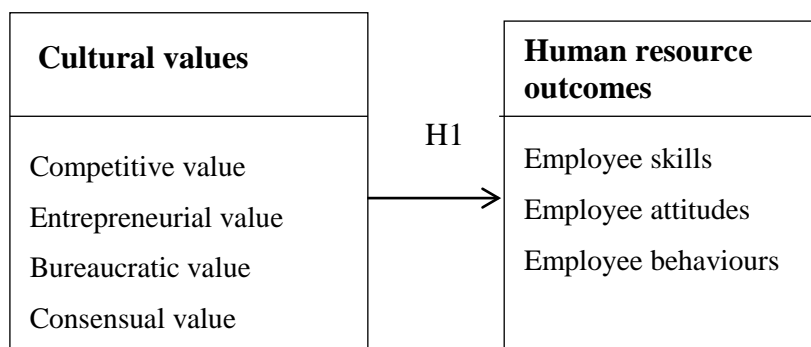 Cultural values
Competitive value
Entrepreneurial value
Bureaucratic value
Consensual value
H1
Human resource
outcomes
Employee skills
Employee attitudes
Employee behaviours